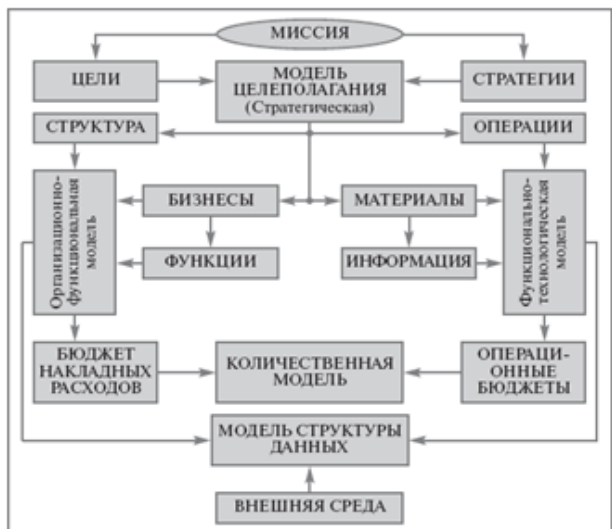 МИССИЯ
ЦЕЛИ
МОДЕЛЬ
ЦЕЛЕПОЛАГАНИЯ
(Стратегическая)
СТРАТЕГИИ
СТРУКТУРА
ОПЕРАЦИИ
Организационно-
функциональная
модель
БИЗНЕСЫ
МАТЕРИАЛЫ
Функционально-
технологическая
модель
ФУНКЦИИ
ИНФОРМАЦИЯ
БЮДЖЕТ
НАКЛАДНЫХ
РАСХОДОВ
КОЛИЧЕСТВЕННАЯ
МОДЕЛЬ
ОПЕРАЦИ-
ОННЫЕ
БЮДЖЕТЫ
МОДЕЛЬ СТРУКТУРЫ
ДАННЫХ
ВНЕШНЯЯ СРЕДА